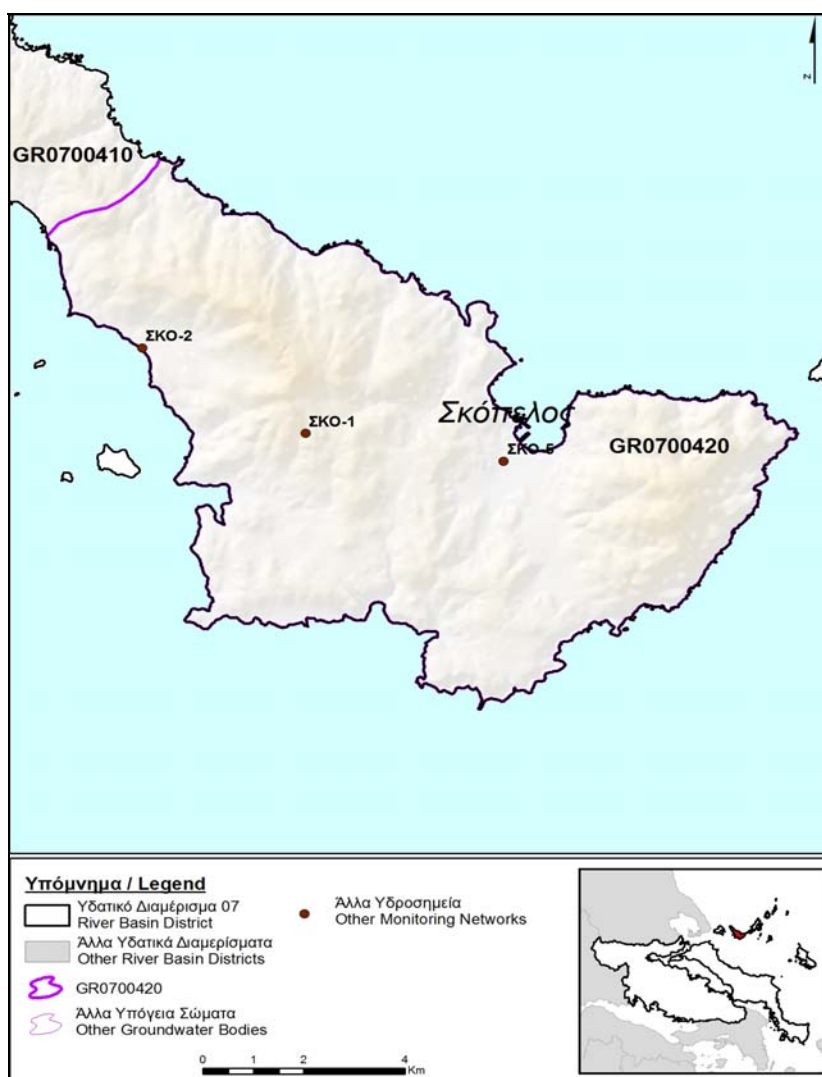 Z
GR0700410
ΣΚΟ-2
Σκόπελος
ΣΚΟ-1
GR0700420
ΣΚΟ-5
Υπόμνημα / Legend
Υδατικό Διαμέρισμα 07
River Basin District
Άλλα Υδατικά Διαμερίσματα
Other River Basin Districts
GR0700420
Άλλα Υπόγεια Σώματα
Other Groundwater Bodies
Άλλα Υδροσημεία
Other Monitoring Networks
0 1 2 4
Km